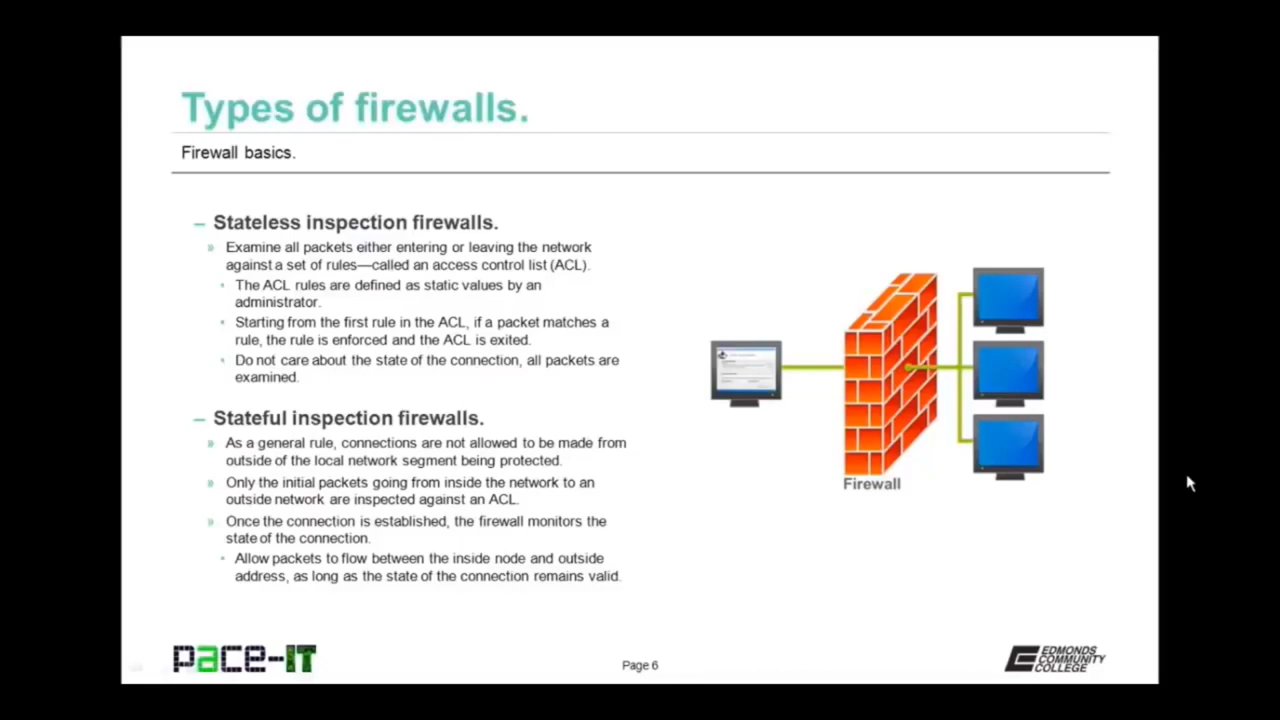 Types of firewalls.
Firewall basics.
– Stateless inspection firewalls.
» Examine all packets either entering or leaving the network
against a set of rules—called an access control list (ACL).
• The ACL rules are defined as static values by an
administrator.
• Starting from the first rule in the ACL, if a packet matches a
rule, the rule is enforced and the ACL is exited.
• Do not care about the state of the connection, all packets are
examined.
– Stateful inspection firewalls.
» As a general rule, connections are not allowed to be made from
outside of the local network segment being protected.
» Only the initial packets going from inside the network to an
outside network are inspected against an ACL.
» Once the connection is established, the firewall monitors the
state of the connection.
• Allow packets to flow between the inside node and outside
address, as long as the state of the connection remains valid.
Firewall
pace-IT
Page 6
EDMONDS
COMMUNITY
COLLEGE